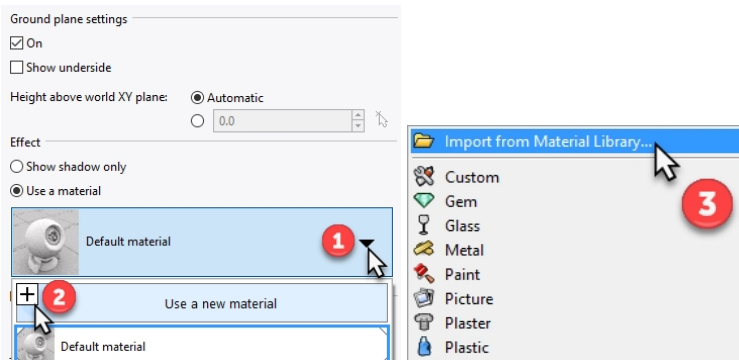 Ground plane settings
On
Show underside
Height above world XY plane:
Automatic
0.0
Effect
Show shadow only
Use a material
Default material
1
2
Use a new material
Default material
Import from Material Library...
3
Custom
Gem
Glass
Metal
Paint
Picture
Plaster
Plastic